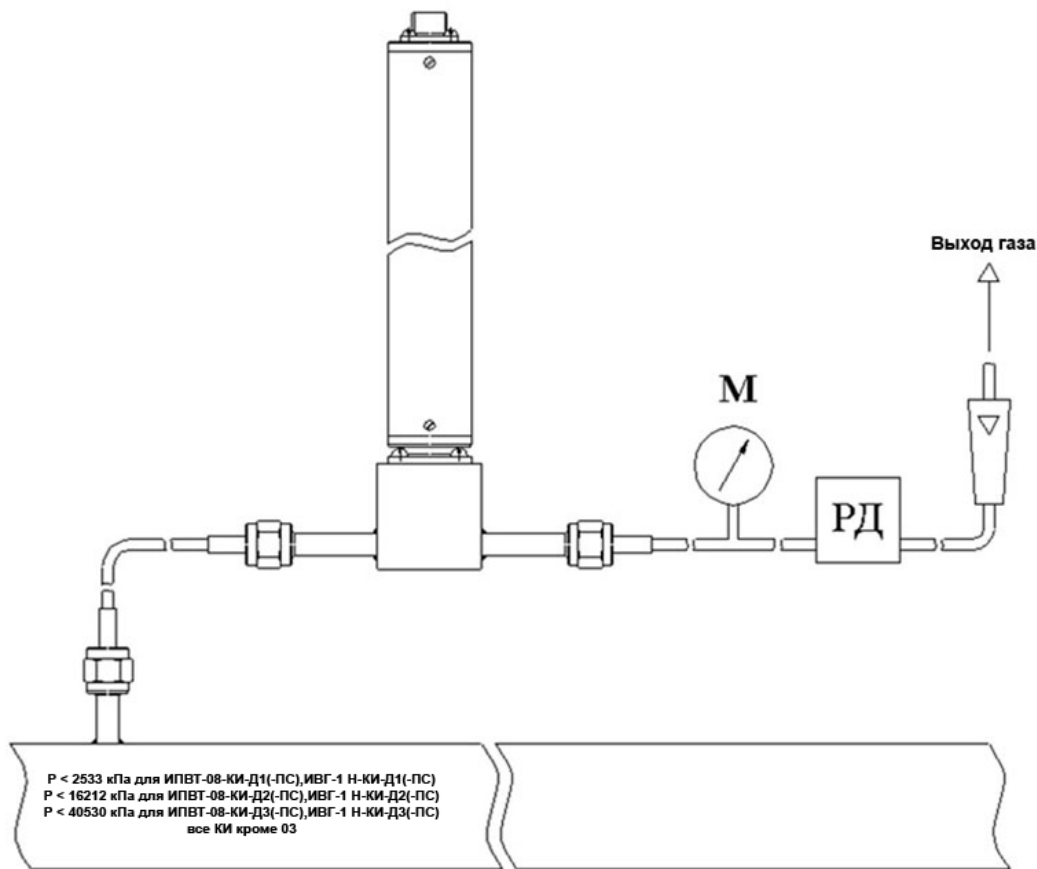 Выход газа
М
РД
P < 2533 кПа для ИПВТ-08-КИ-Д1(-ПС),ИВГ-1 Н-КИ-Д1(-ПС)
P < 16212 кПа для ИПВТ-08-КИ-Д2(-ПС),ИВГ-1 Н-КИ-Д2(-ПС)
P < 40530 кПа для ИПВТ-08-КИ-Д3(-ПС),ИВГ-1 Н-КИ-Д3(-ПС)
все КИ кроме 03